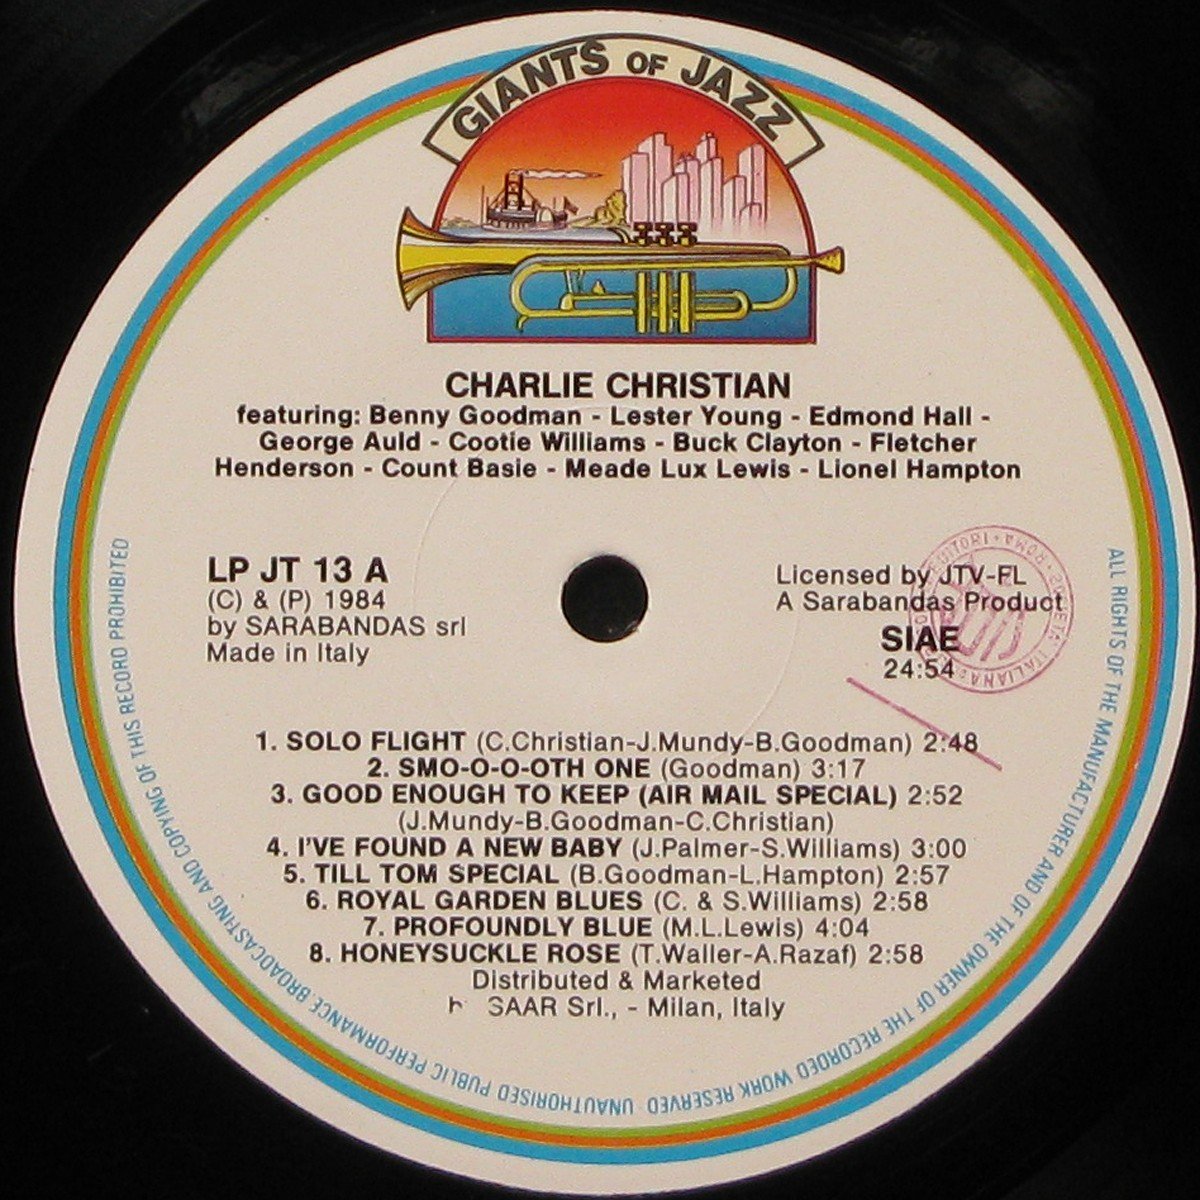 GIANTS OF JAZZ
CHARLIE CHRISTIAN
featuring: Benny Goodman - Lester Young - Edmond Hall -
George Auld - Cootie Williams - Buck Clayton - Fletcher
Henderson - Count Basie - Meade Lux Lewis - Lionel Hampton
LP JT 13 A
(C) & (P) 1984
by SARABANDAS srl
Made in Italy
Licensed by JTV-FL
A Sarabandas Product
SIAE
24:54
ROMA
ITALIANA
1. SOLO FLIGHT (C.Christian-J.Mundy-B.Goodman) 2:48
2. SMO-O-O-OTH ONE (Goodman) 3:17
3. GOOD ENOUGH TO KEEP (AIR MAIL SPECIAL) 2:52
(J.Mundy-B.Goodman-C.Christian)
4. I'VE FOUND A NEW BABY (J.Palmer-S.Williams) 3:00
5. TILL TOM SPECIAL (B.Goodman-L.Hampton) 2:57
6. ROYAL GARDEN BLUES (C. & S.Williams) 2:58
7. PROFOUNDLY BLUE (M.L.Lewis) 4:04
8. HONEYSUCKLE ROSE (T.Waller-A.Razaf) 2:58
Distributed & Marketed
SAAR Srl., - Milan, Italy
ALL RIGHTS OF THE MANUFACTURER AND OF THE OWNER OF THE RECORDED WORK RESERVED UNAUTHORISED PUBLIC PERFORMANCE BROADCASTING AND COPYING OF THIS RECORD PROHIBITED